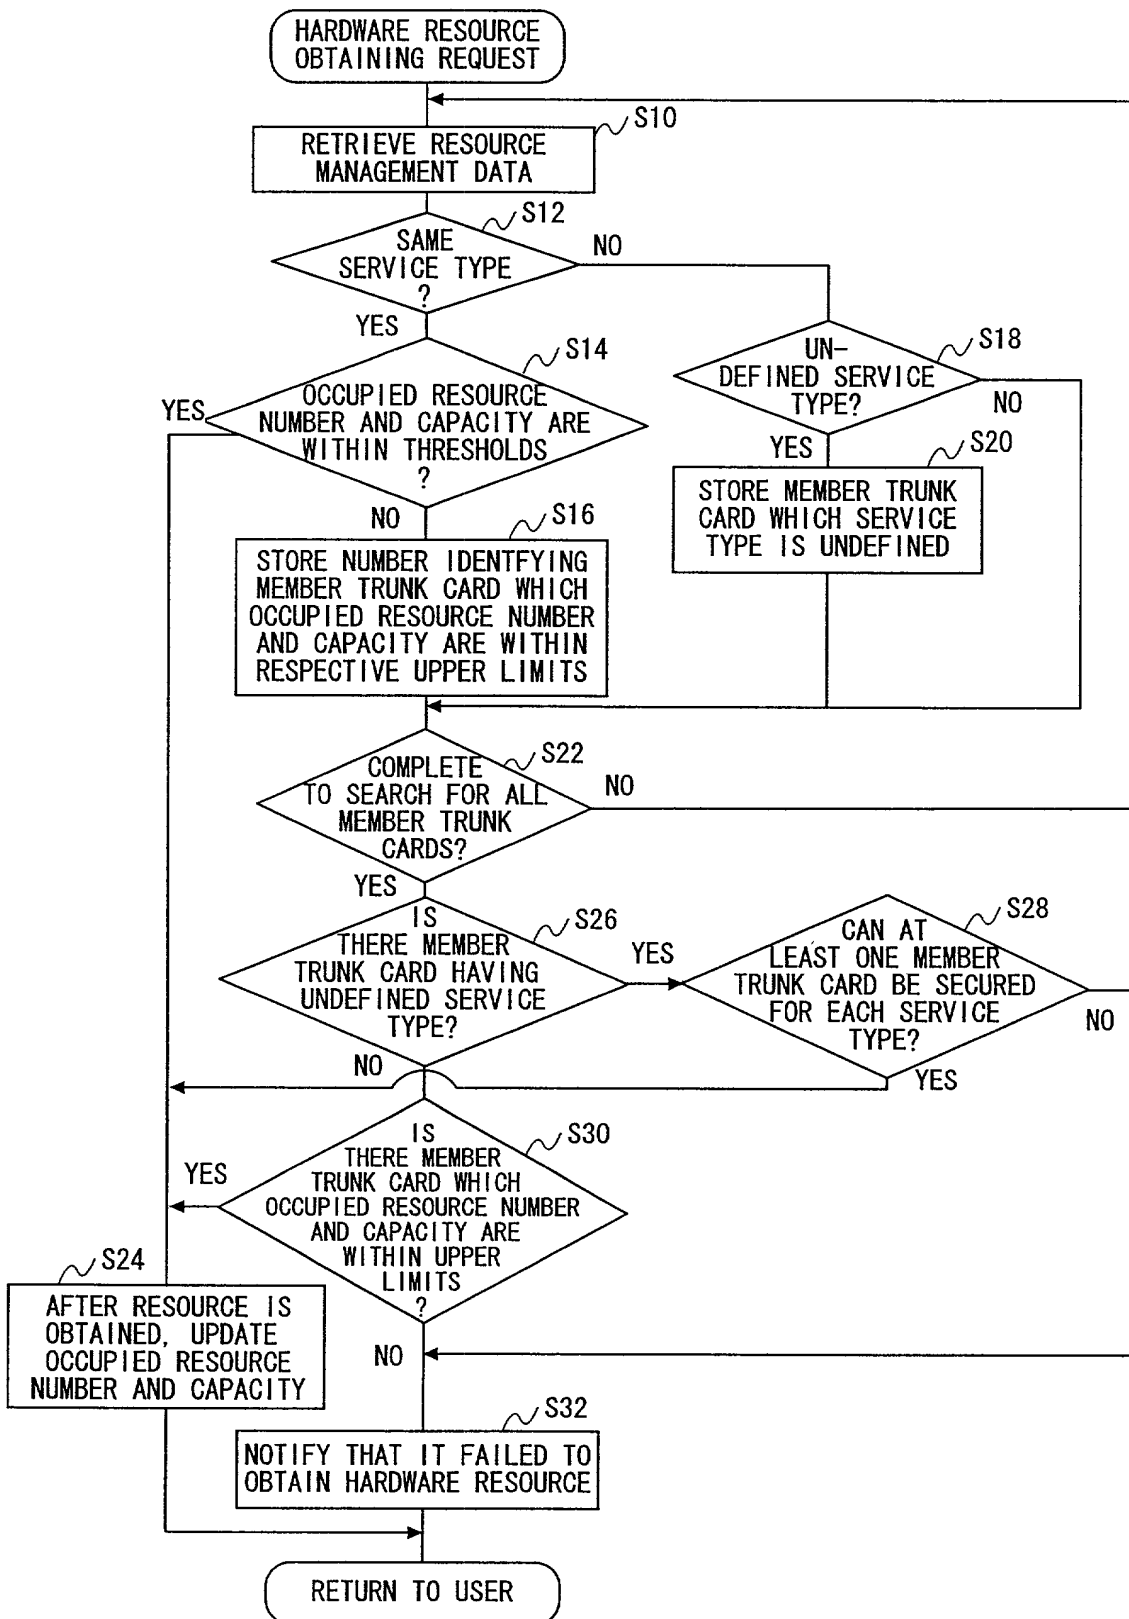 HARDWARE RESOURCE
OBTAINING REQUEST
S10
RETRIEVE RESOURCE
MANAGEMENT DATA
S12
SAME
SERVICE TYPE
?
NO
YES
S14
OCCUPIED RESOURCE
NUMBER AND CAPACITY ARE
WITHIN THRESHOLDS
?
YES
NO
S18
UN-
DEFINED SERVICE
TYPE?
NO
YES
S20
STORE MEMBER TRUNK
CARD WHICH SERVICE
TYPE IS UNDEFINED
S16
STORE NUMBER IDENTFYING
MEMBER TRUNK CARD WHICH
OCCUPIED RESOURCE NUMBER
AND CAPACITY ARE WITHIN
RESPECTIVE UPPER LIMITS
S22
COMPLETE
TO SEARCH FOR ALL
MEMBER TRUNK
CARDS?
NO
YES
S26
IS
THERE MEMBER
TRUNK CARD HAVING
UNDEFINED SERVICE
TYPE?
YES
NO
S28
CAN AT
LEAST ONE MEMBER
TRUNK CARD BE SECURED
FOR EACH SERVICE
TYPE?
NO
YES
S30
IS
THERE MEMBER
TRUNK CARD WHICH
OCCUPIED RESOURCE NUMBER
AND CAPACITY ARE
WITHIN UPPER
LIMITS
?
YES
NO
S24
AFTER RESOURCE IS
OBTAINED, UPDATE
OCCUPIED RESOURCE
NUMBER AND CAPACITY
S32
NOTIFY THAT IT FAILED TO
OBTAIN HARDWARE RESOURCE
RETURN TO USER